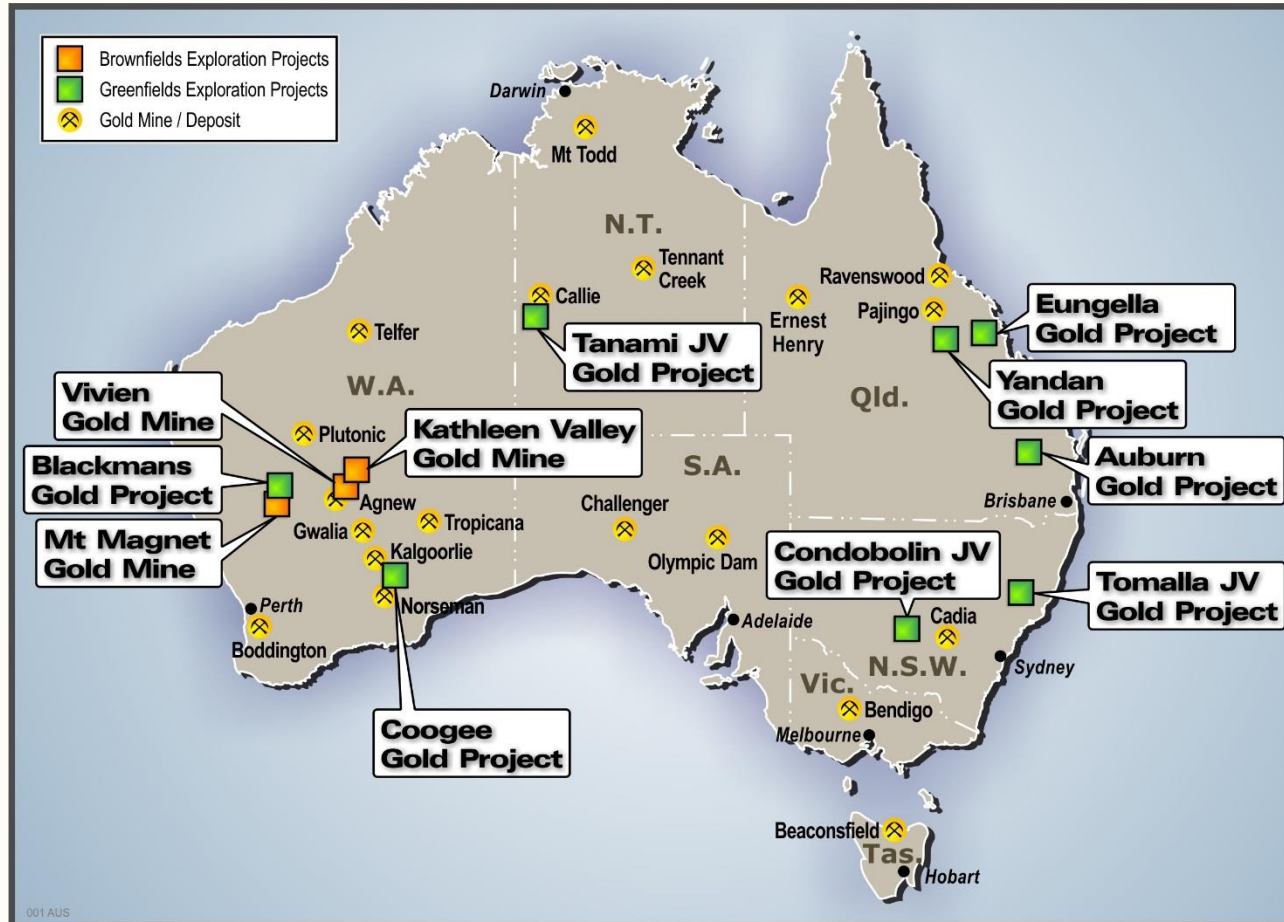 Brownfields Exploration Projects
Greenfields Exploration Projects
Gold Mine / Deposit
Darwin
Mt Todd
N.T.
Tennant
Creek
Callie
Tanami JV
Gold Project
Telfer
W.A.
Ravenswood
Pajingo
Ernest
Henry
Eungella
Gold Project
Yandan
Gold Project
Qld.
Auburn
Gold Project
Brisbane
Vivien
Gold Mine
Plutonic
Kathleen Valley
Gold Mine
Blackmans
Gold Project
Mt Magnet
Gold Mine
Agnew
Gwalia
Tropicana
Kalgoorlie
Norseman
Perth
Boddington
Coogee
Gold Project
S.A.
Challenger
Olympic Dam
Adelaide
Condobolin JV
Gold Project
Cadia
Tomalla JV
Gold Project
N.S.W.
Sydney
Vic.
Bendigo
Melbourne
Beaconsfield
Tas.
Hobart
001 AUS